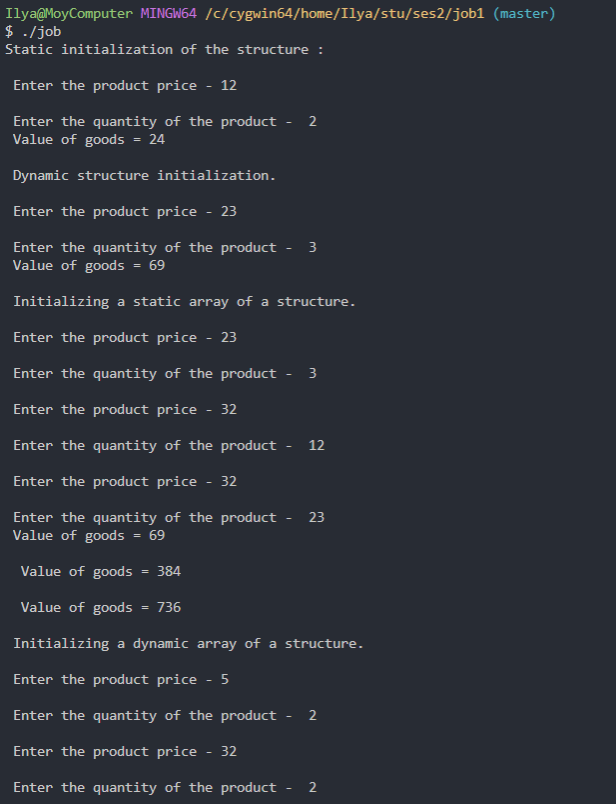 Ilya@MoyComputer MINGW64 /c/cygwin64/home/Ilya/stu/ses2/job1 (master)
$ ./job
Static initialization of the structure :
Enter the product price - 12
Enter the quantity of the product -  2
Value of goods = 24
Dynamic structure initialization.
Enter the product price - 23
Enter the quantity of the product -  3
Value of goods = 69
Initializing a static array of a structure.
Enter the product price - 23
Enter the quantity of the product -  3
Enter the product price - 32
Enter the quantity of the product -  12
Enter the product price - 32
Enter the quantity of the product -  23
Value of goods = 69
Value of goods = 384
Value of goods = 736
Initializing a dynamic array of a structure.
Enter the product price - 5
Enter the quantity of the product -  2
Enter the product price - 32
Enter the quantity of the product -  2